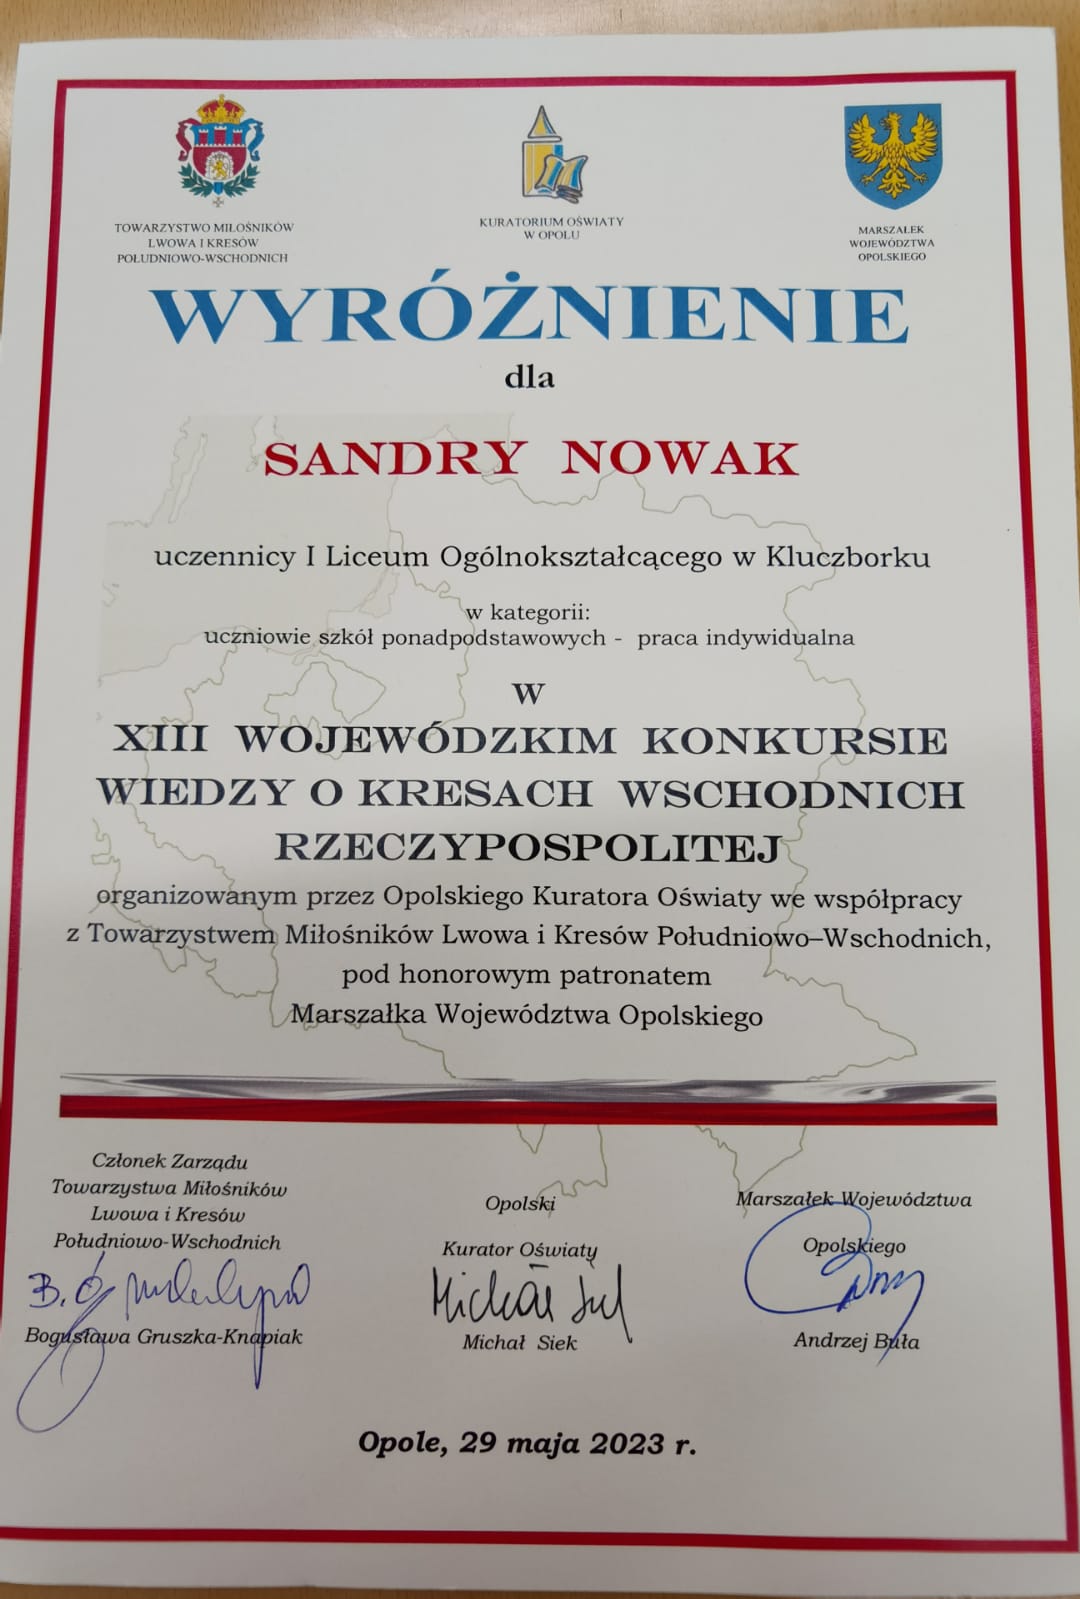 TOWARZYSTWO MIŁOŚNIKÓW
LWOWA I KRESÓW
POŁUDNIOWO-WSCHODNICH
KURATORIUM OŚWIATY
W OPOLU
MARSZAŁEK
WOJEWÓDZTWA
OPOLSKIEGO
WYRÓŻNIENIE
dla
SANDRY NOWAK
uczennicy I Liceum Ogólnokształcącego w Kluczborku
w kategorii:
uczniowie szkół ponadpodstawowych - praca indywidualna
w
XIII WOJEWÓDZKIM KONKURSIE
WIEDZY O KRESACH WSCHODNICH
RZECZYPOSPOLITEJ
organizowanym przez Opolskiego Kuratora Oświaty we współpracy
z Towarzystwem Miłośników Lwowa i Kresów Południowo–Wschodnich,
pod honorowym patronatem
Marszałka Województwa Opolskiego
Członek Zarządu
Towarzystwa Miłośników
Lwowa i Kresów
Południowo-Wschodnich
Bogusława Gruszka-Knapiak
Opolski
Kurator Oświaty
Michał Siek
Michał Siek
Marszałek Województwa
Opolskiego
Andrzej Buła
Opole, 29 maja 2023 r.